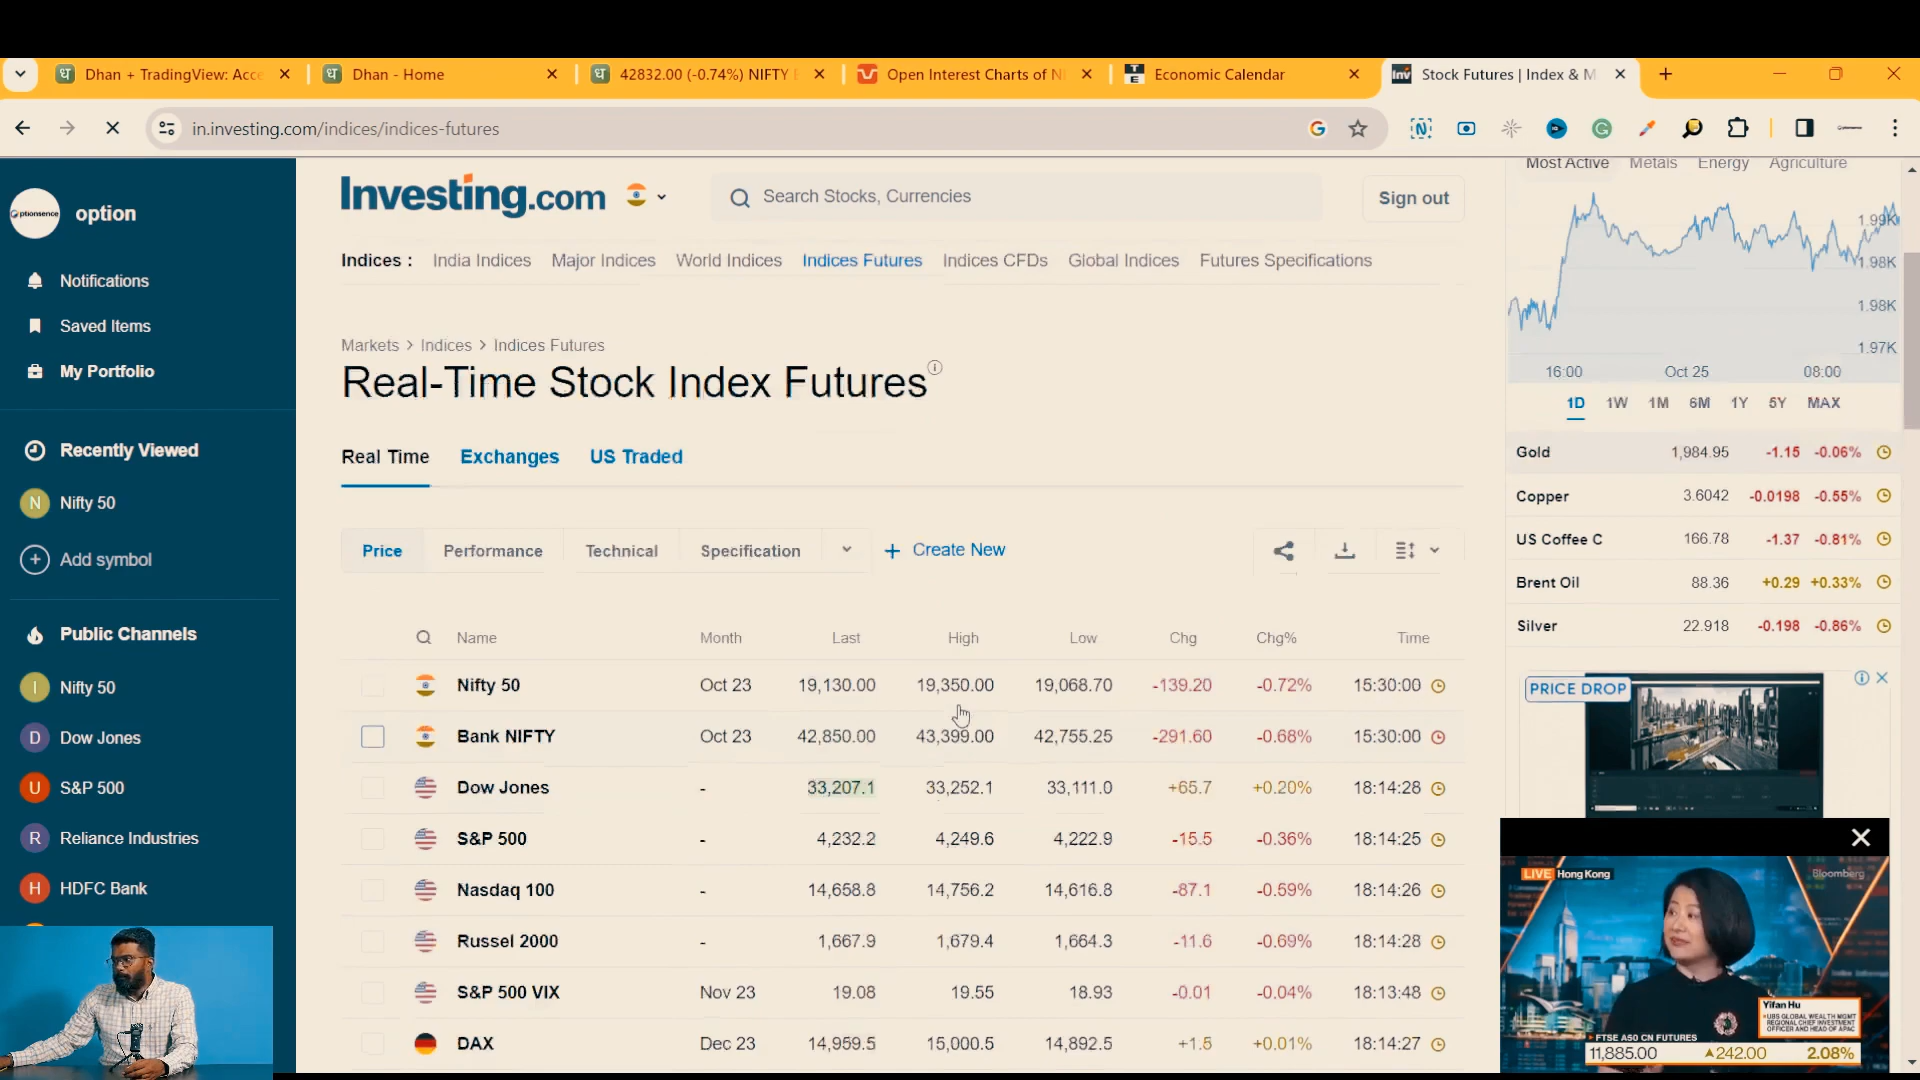 Dhan + TradingView: Acce
Dhan - Home
42832.00 (-0.74%) NIFTY
Open Interest Charts of N
Economic Calendar
Stock Futures | Index & M
in.investing.com/indices/indices-futures
option
Notifications
Saved Items
My Portfolio
Recently Viewed
N Nifty 50
Add symbol
Public Channels
I Nifty 50
D Dow Jones
U S&P 500
R Reliance Industries
H HDFC Bank
Investing.com
Search Stocks, Currencies
Sign out
Indices : India Indices Major Indices World Indices Indices Futures Indices CFDs Global Indices Futures Specifications
Markets > Indices > Indices Futures
Real-Time Stock Index Futures
Real Time Exchanges US Traded
Price Performance Technical Specification + Create New
Name Month Last High Low Chg Chg% Time
Nifty 50 Oct 23 19,130.00 19,350.00 19,068.70 -139.20 -0.72% 15:30:00
Bank NIFTY Oct 23 42,850.00 43,399.00 42,755.25 -291.60 -0.68% 15:30:00
Dow Jones - 33,207.1 33,252.1 33,111.0 +65.7 +0.20% 18:14:28
S&P 500 - 4,232.2 4,249.6 4,222.9 -15.5 -0.36% 18:14:25
Nasdaq 100 - 14,658.8 14,756.2 14,616.8 -87.1 -0.59% 18:14:26
Russel 2000 - 1,667.9 1,679.4 1,664.3 -11.6 -0.69% 18:14:28
S&P 500 VIX Nov 23 19.08 19.55 18.93 -0.01 -0.04% 18:13:48
DAX Dec 23 14,959.5 15,000.5 14,892.5 +1.5 +0.01% 18:14:27
Most Active Metals Energy Agriculture
1.99K
1.98K
1.98K
1.97K
16:00 Oct 25 08:00
1D 1W 1M 6M 1Y 5Y MAX
Gold 1,984.95 -1.15 -0.06%
Copper 3.6042 -0.0198 -0.55%
US Coffee C 166.78 -1.37 -0.81%
Brent Oil 88.36 +0.29 +0.33%
Silver 22.918 -0.198 -0.86%
PRICE DROP
LIVE Hong Kong
Bloomberg
Yifan Hu
UBS GLOBAL WEALTH MGMT
REGIONAL CHIEF INVESTMENT
OFFICER AND HEAD OF APAC
FTSE A50 CN FUTURES
11,885.00 ▲242.00 2.08%